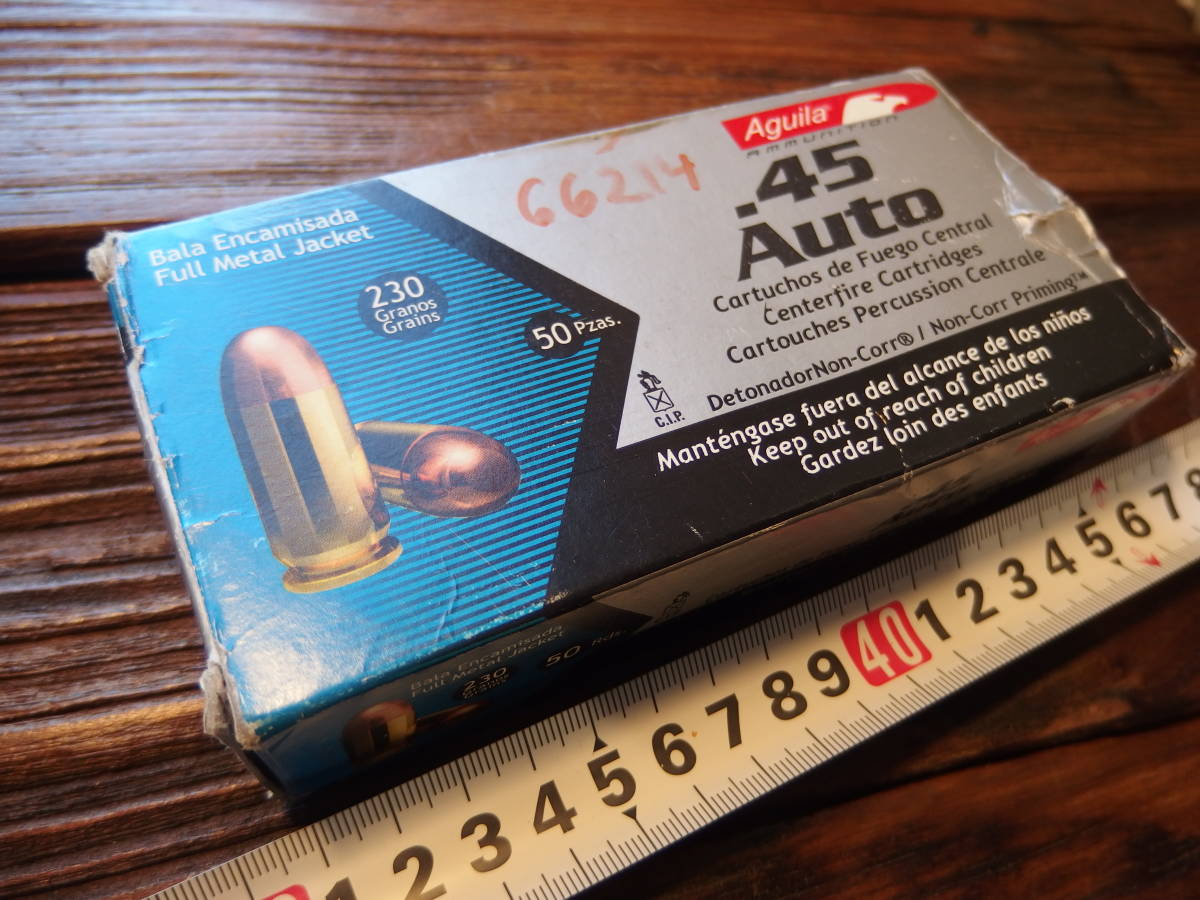 Aguila®
AMMUNITION
66214
.45
Auto
Bala Encamisada
Full Metal Jacket
230
Granos
Grains
50 Pzas.
Cartuchos de Fuego Central
Centerfire Cartridges
Cartouches Percussion Centrale
DetonadorNon-Corr® / Non-Corr Priming™
C.I.P.
Manténgase fuera del alcance de los niños
Keep out of reach of children
Gardez loin des enfants
Bala Encamisada
Full Metal Jacket
230
Granos
Grains
50 Rds.
1 2 3 4 5 6 7 8 9 40 1 2 3 4 5 6 7 8